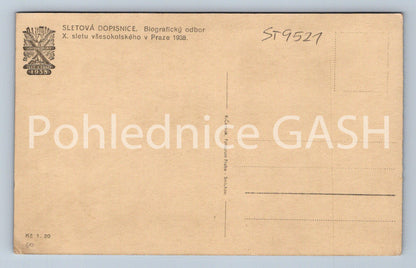 SLETOVÁ DOPISNICE. Biografický odbor
X. sletu všesokolského v Praze 1938.
ST9521
1938
Pohlednice GASH
Kč 1.20